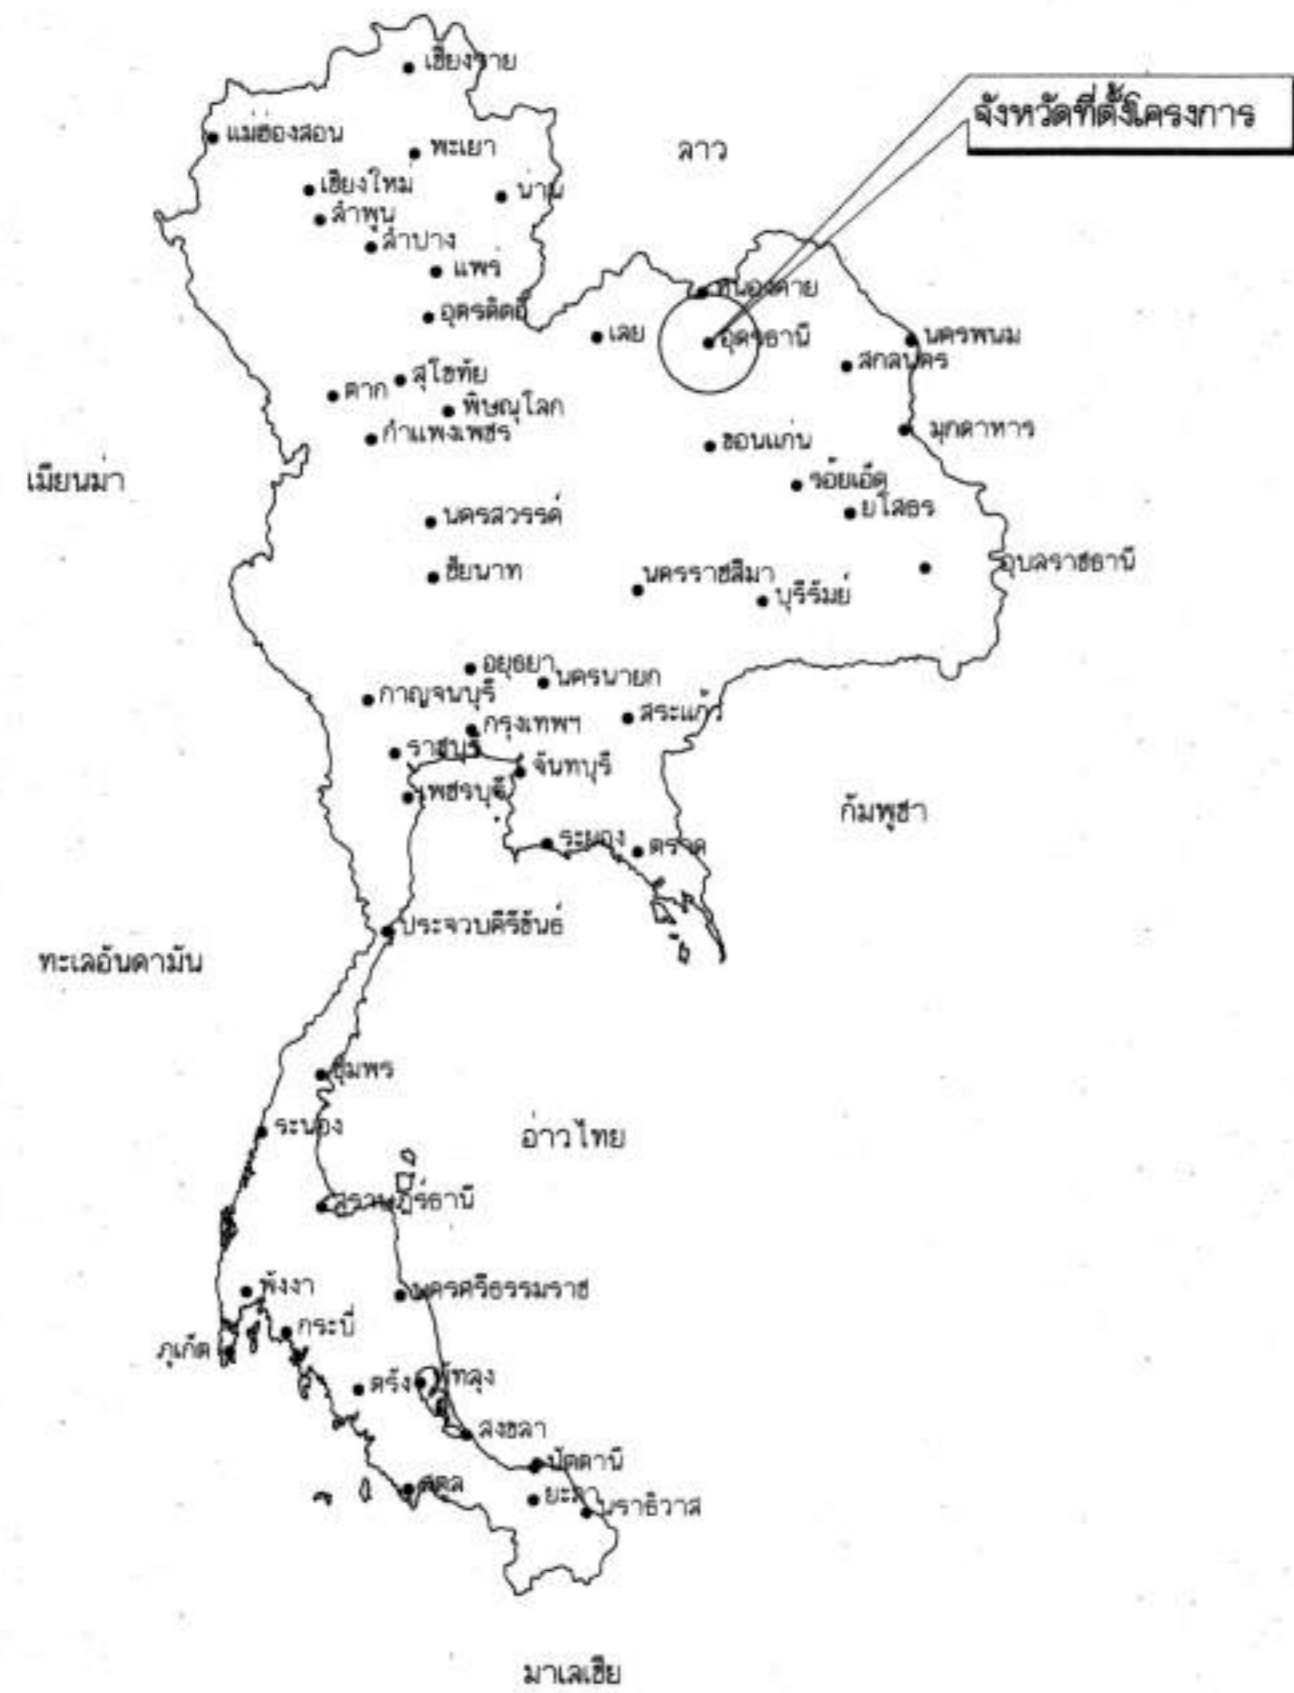 เชียงราย
จังหวัดที่ตั้งโครงการ
แม่ฮ่องสอน
พะเยา
ลาว
เชียงใหม่
น่าน
ลำพูน
ลำปาง
แพร่
หนองคาย
อุตรดิตถ์
เลย
อุดรธานี
นครพนม
สกลนคร
สุโขทัย
ตาก
พิษณุโลก
กำแพงเพชร
มุกดาหาร
ขอนแก่น
เมียนม่า
ร้อยเอ็ด
ยโสธร
นครสวรรค์
อุบลราชธานี
ชัยนาท
นครราชสีมา
บุรีรัมย์
อยุธยา
นครนายก
กาญจนบุรี
สระแก้ว
กรุงเทพฯ
ราชบุรี
จันทบุรี
เพชรบุรี
กัมพูชา
ระยอง
ตราด
ประจวบคีรีขันธ์
ทะเลอันดามัน
ชุมพร
ระนอง
อ่าวไทย
สุราษฎร์ธานี
พังงา
นครศรีธรรมราช
กระบี่
ภูเก็ต
ตรัง
สงขลา
ปัตตานี
สตูล
ยะลา
นราธิวาส
มาเลเชีย